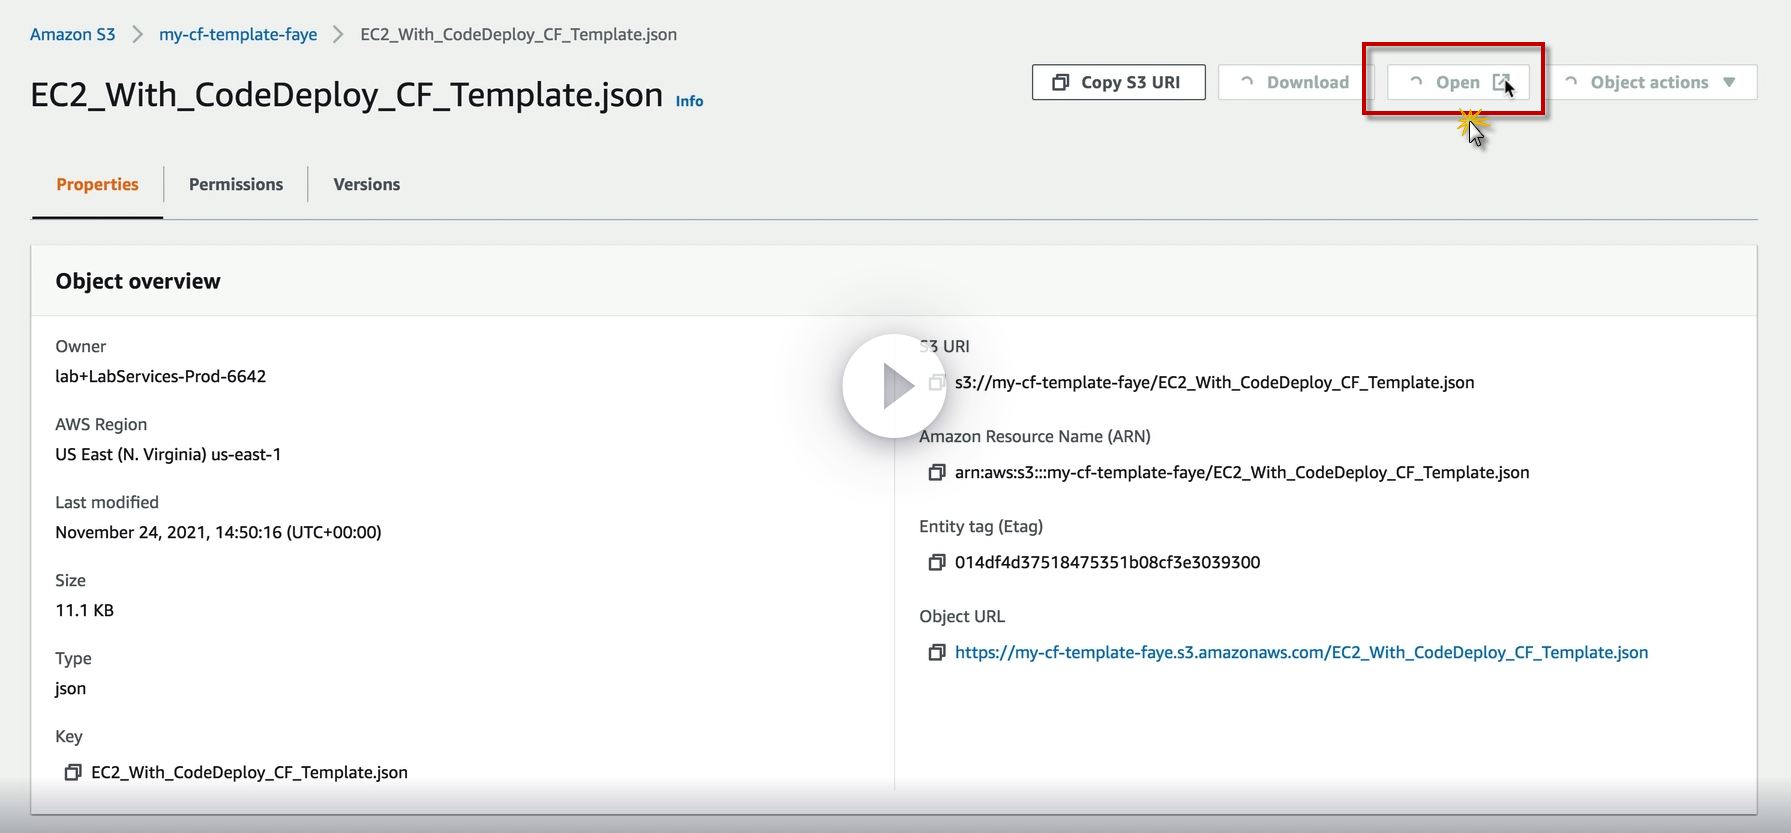 Amazon S3 > my-cf-template-faye > EC2_With_CodeDeploy_CF_Template.json
EC2_With_CodeDeploy_CF_Template.json Info
Copy S3 URI Download Open Object actions
Properties Permissions Versions
Object overview
Owner
lab+LabServices-Prod-6642
AWS Region
US East (N. Virginia) us-east-1
Last modified
November 24, 2021, 14:50:16 (UTC+00:00)
Size
11.1 KB
Type
json
Key
EC2_With_CodeDeploy_CF_Template.json
S3 URI
s3://my-cf-template-faye/EC2_With_CodeDeploy_CF_Template.json
Amazon Resource Name (ARN)
arn:aws:s3:::my-cf-template-faye/EC2_With_CodeDeploy_CF_Template.json
Entity tag (Etag)
014df4d37518475351b08cf3e3039300
Object URL
https://my-cf-template-faye.s3.amazonaws.com/EC2_With_CodeDeploy_CF_Template.json